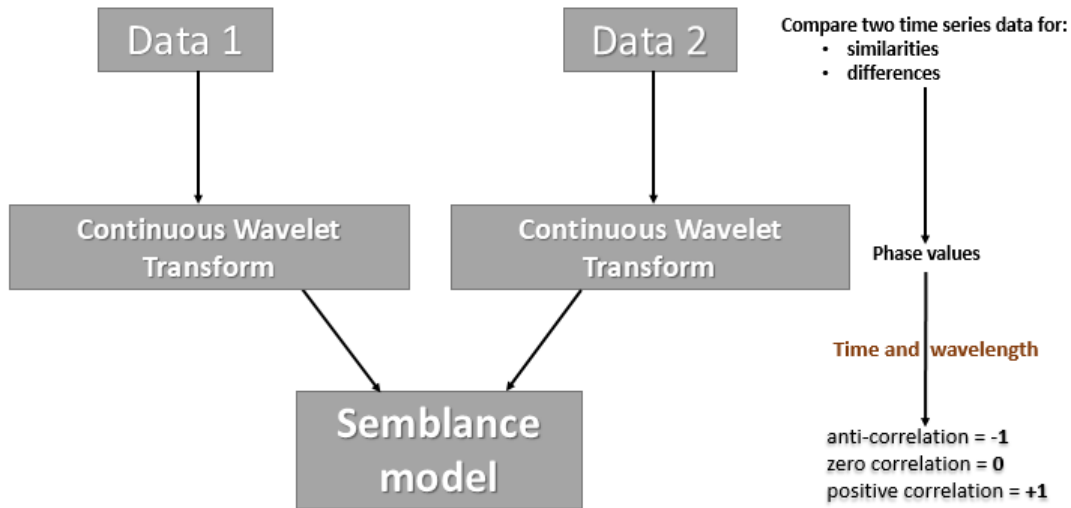 Data 1
Data 2
Compare two time series data for:
• similarities
• differences
Continuous Wavelet
Transform
Continuous Wavelet
Transform
Phase values
Time and wavelength
Semblance
model
anti-correlation = -1
zero correlation = 0
positive correlation = +1